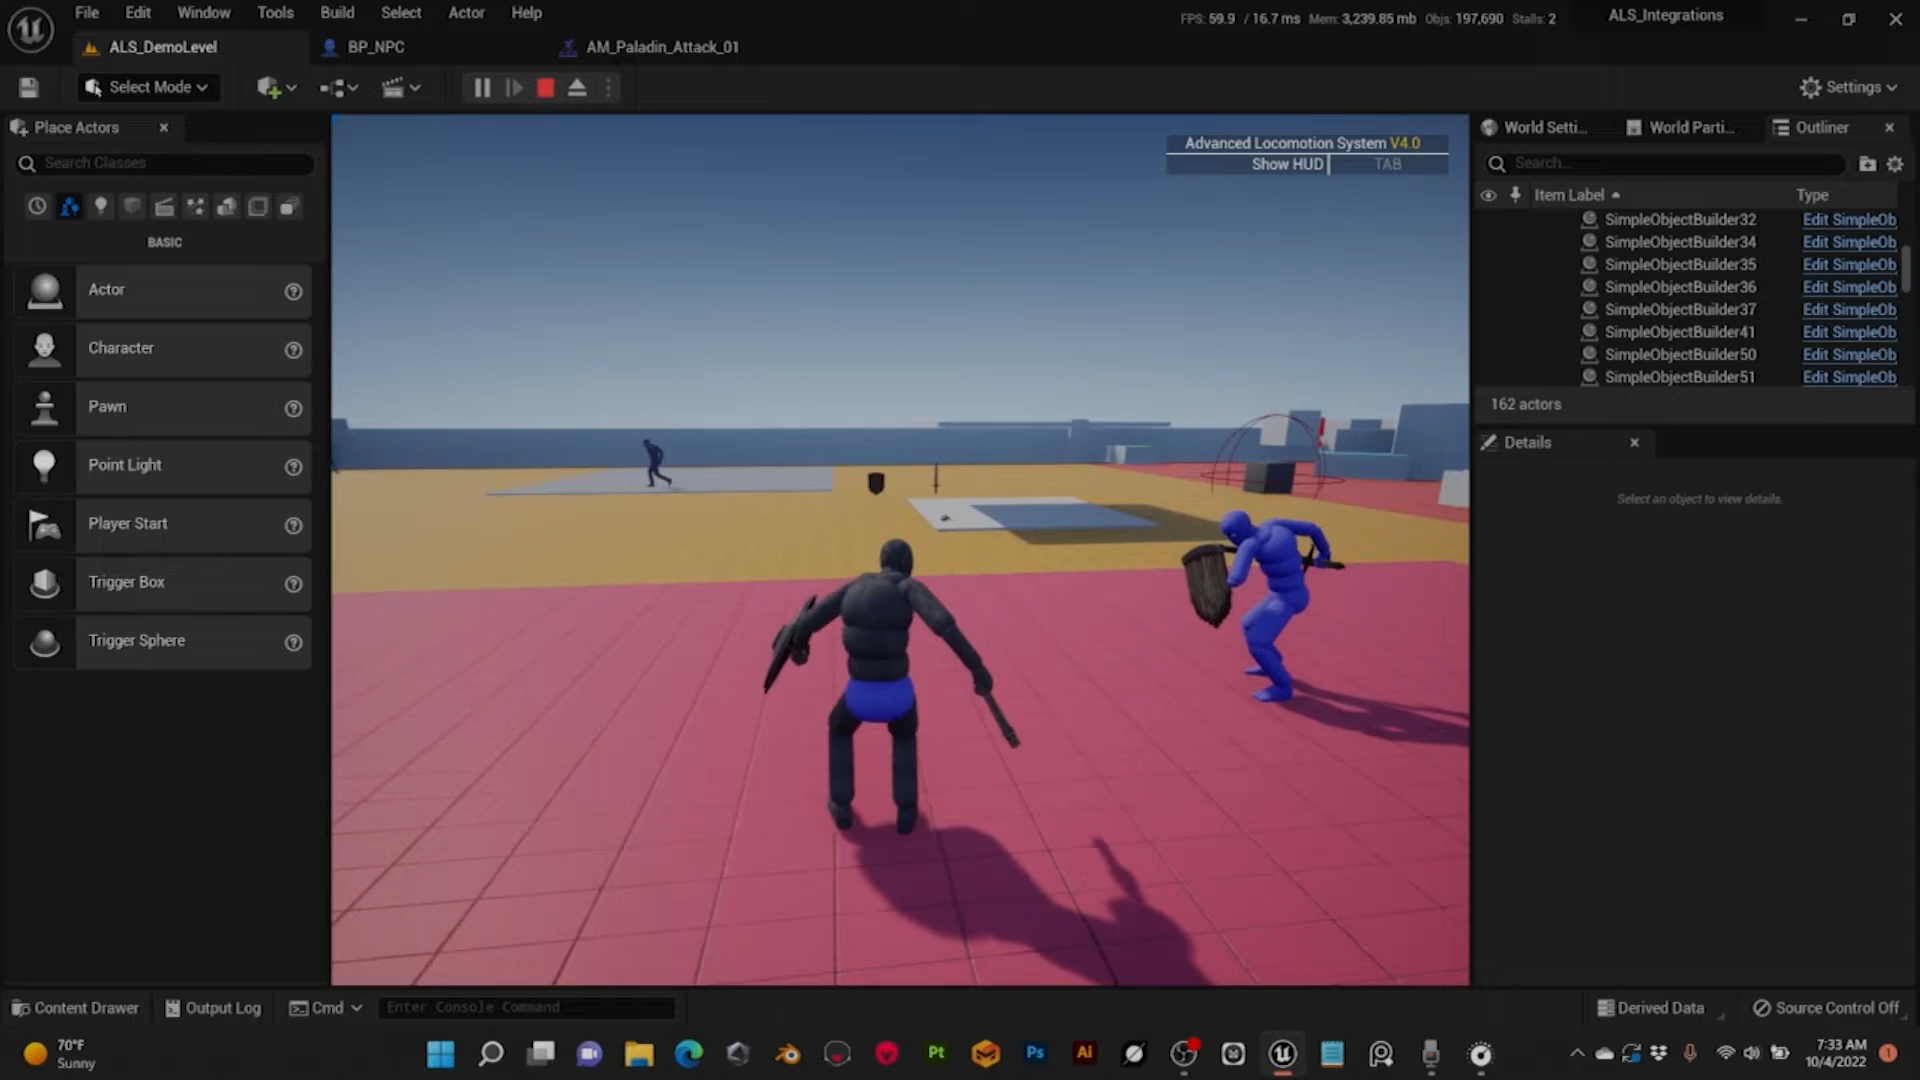 File Edit Window Tools Build Select Actor Help
FPS: 59.9 / 16.7 ms Mem: 3,239.85 mb Objs: 197,690 Stalls: 2
ALS_Integrations
ALS_DemoLevel
BP_NPC
AM_Paladin_Attack_01
Select Mode
Settings
Place Actors
Search Classes
BASIC
Actor
Character
Pawn
Point Light
Player Start
Trigger Box
Trigger Sphere
Advanced Locomotion System V4.0
Show HUD TAB
World Setti... World Parti... Outliner
Search...
Item Label Type
SimpleObjectBuilder32 Edit SimpleOb
SimpleObjectBuilder34 Edit SimpleOb
SimpleObjectBuilder35 Edit SimpleOb
SimpleObjectBuilder36 Edit SimpleOb
SimpleObjectBuilder37 Edit SimpleOb
SimpleObjectBuilder41 Edit SimpleOb
SimpleObjectBuilder50 Edit SimpleOb
SimpleObjectBuilder51 Edit SimpleOb
162 actors
Details
Select an object to view details.
Content Drawer Output Log Cmd Enter Console Command
Derived Data Source Control Off
70°F
Sunny
Pt
Ps
Ai
7:33 AM
10/4/2022
1